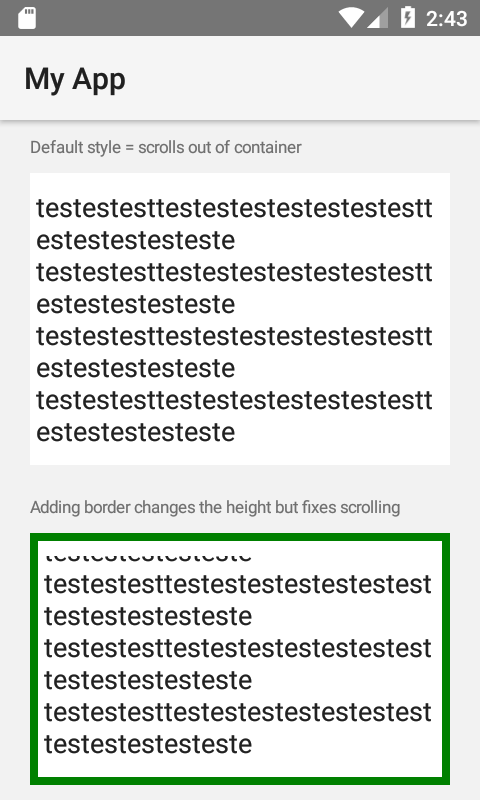 2:43
My App
Default style = scrolls out of container
testestesttestestestestestestestt
estestestesteste
testestesttestestestestestestestt
estestestesteste
testestesttestestestestestestestt
estestestesteste
testestesttestestestestestestestt
estestestesteste
Adding border changes the height but fixes scrolling
testestestesteste
testestesttestestestestestestest
testestestesteste
testestesttestestestestestestest
testestestesteste
testestesttestestestestestestest
testestestesteste